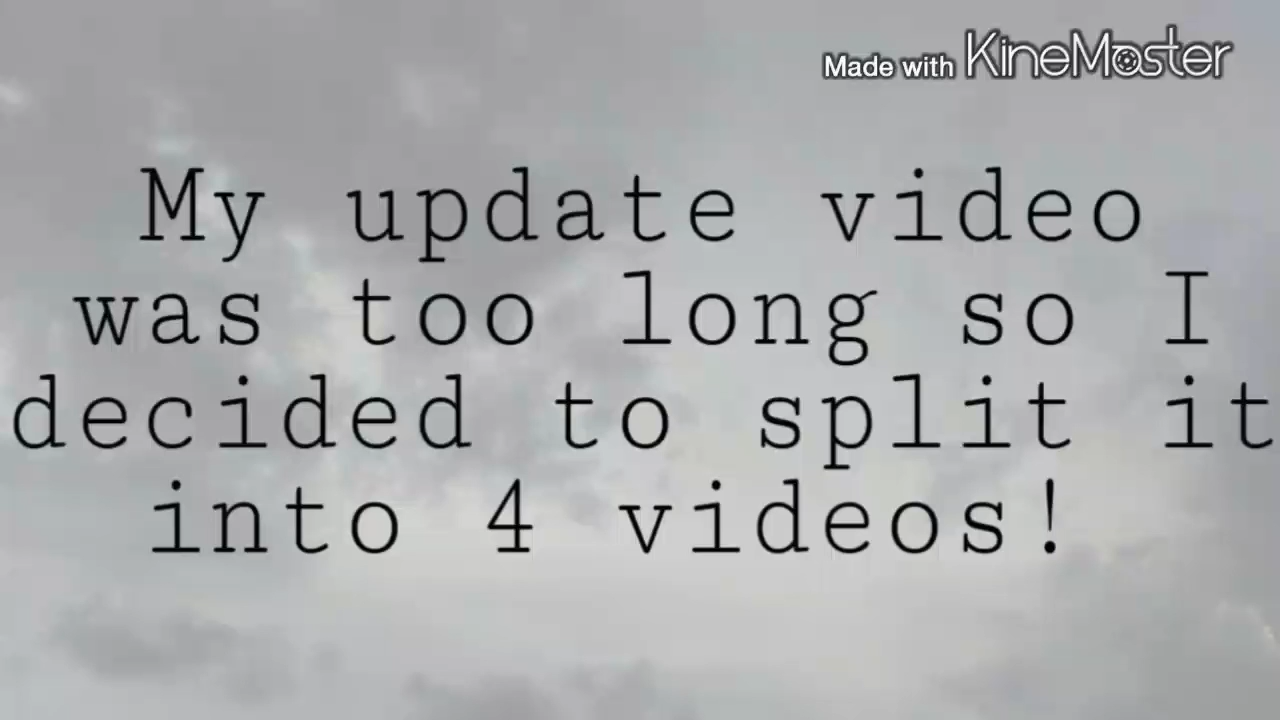 Made with KineMaster
My update video
was too long so I
decided to split it
into 4 videos!